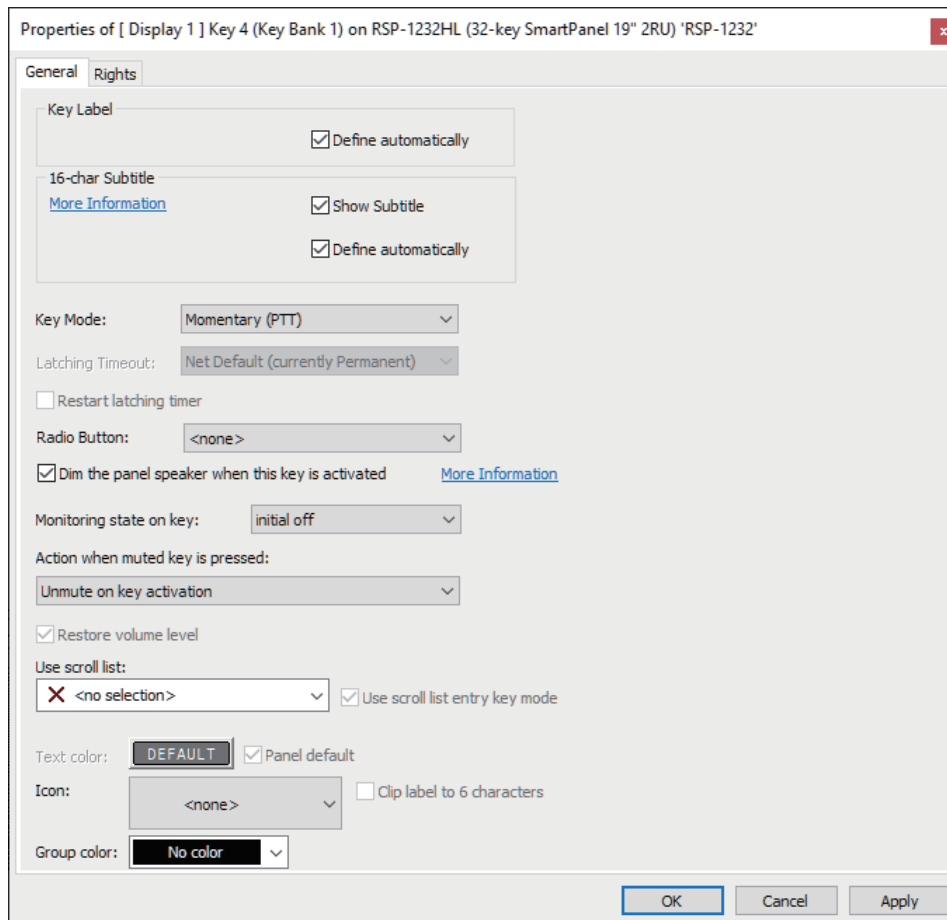 Properties of [ Display 1 ] Key 4 (Key Bank 1) on RSP-1232HL (32-key SmartPanel 19" 2RU) 'RSP-1232'
x
General Rights
Key Label
Define automatically
16-char Subtitle
More Information Show Subtitle
Define automatically
Key Mode: Momentary (PTT)
Latching Timeout: Net Default (currently Permanent)
Restart latching timer
Radio Button: <none>
Dim the panel speaker when this key is activated More Information
Monitoring state on key: initial off
Action when muted key is pressed:
Unmute on key activation
Restore volume level
Use scroll list:
<no selection> Use scroll list entry key mode
Text color: DEFAULT Panel default
Icon: <none> Clip label to 6 characters
Group color: No color
OK Cancel Apply